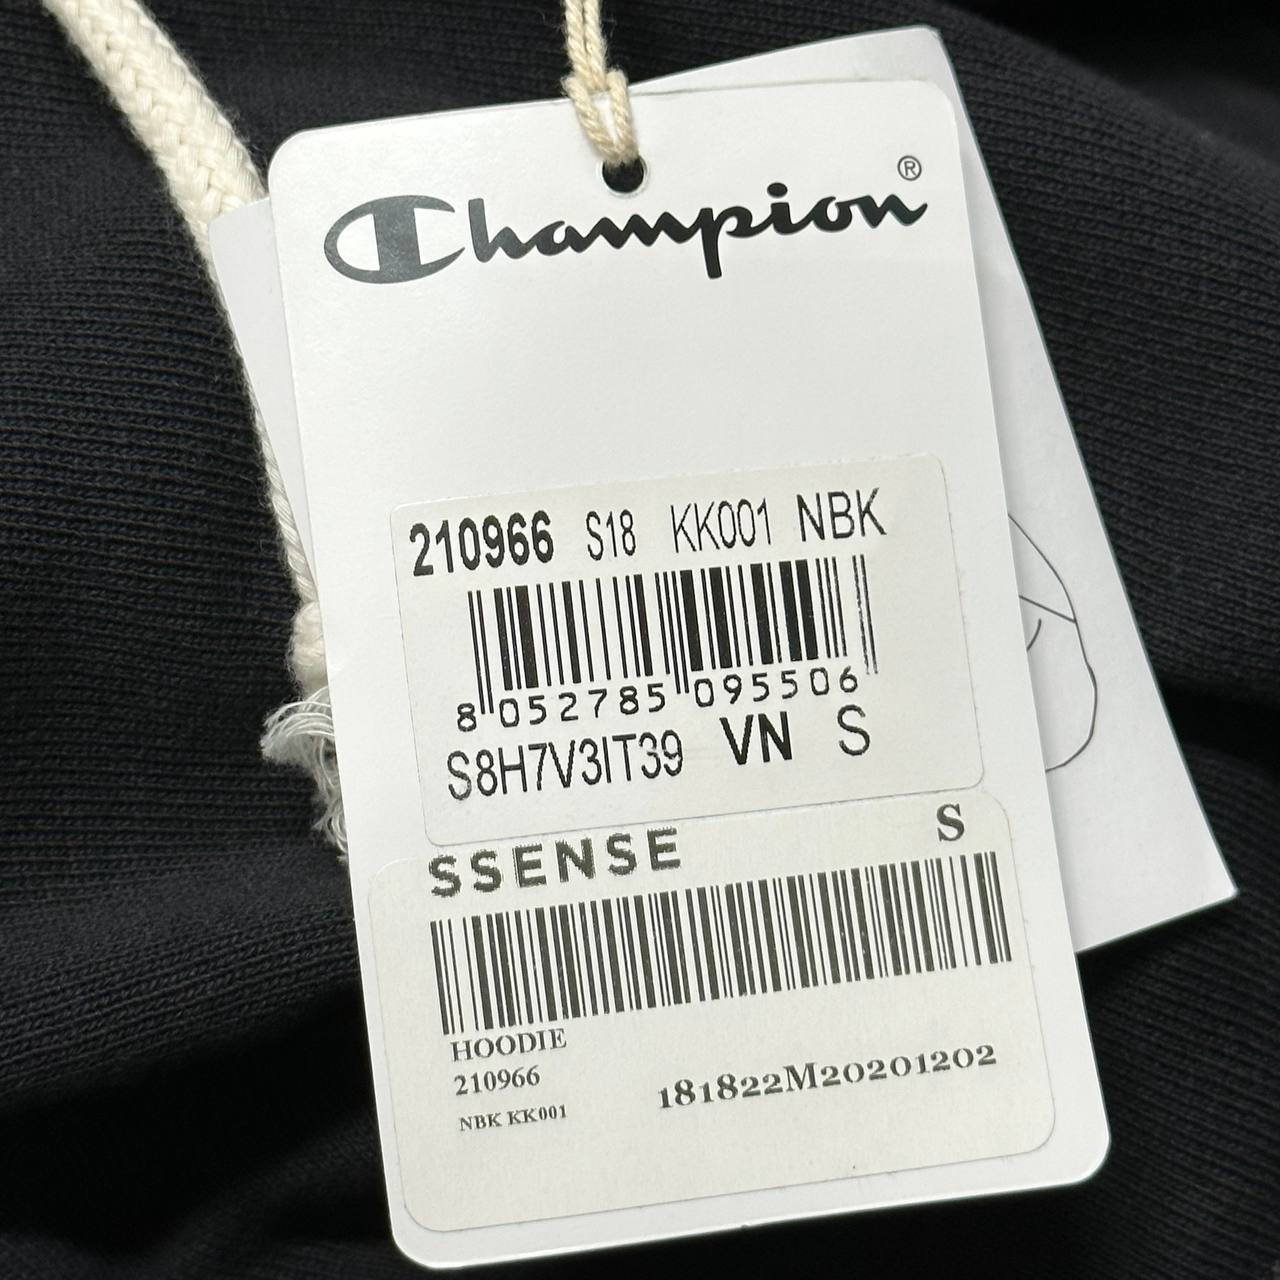 Champion®
210966 S18 KK001 NBK
8 052785 095506
S8H7V3IT39 VN S
SSENSE S
HOODIE
210966
NBK KK001
181822M20201202